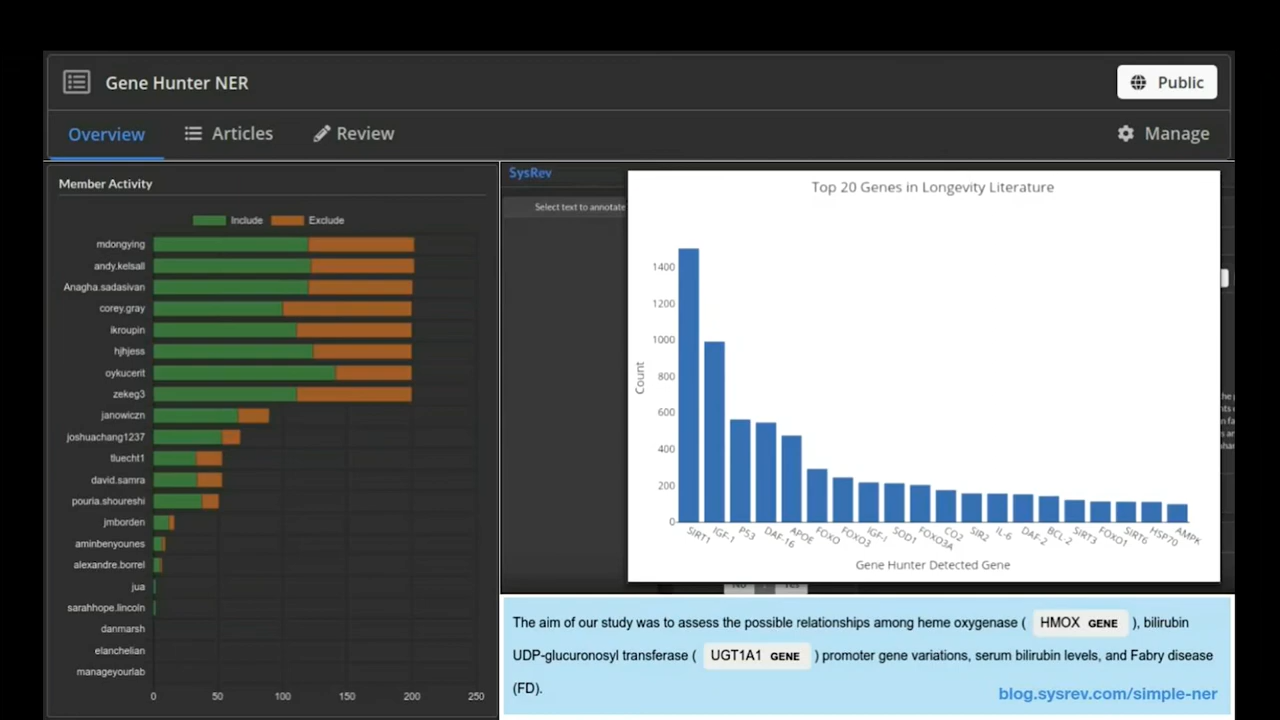 Gene Hunter NER
Public
Overview
Articles
Review
Manage
Member Activity
Include
Exclude
mdongying
andy.kelsall
Anagha.sadasivan
corey.gray
ikroupin
hjhjess
oykucerit
zekeg3
janowiczn
joshuachang1237
tluecht1
david.samra
pouria.shoureshi
jmborden
aminbenyounes
alexandre.borrel
jua
sarahhope.lincoln
danmarsh
elanchelian
manageyourlab
0 50 100 150 200 250
SysRev
Select text to annotate
Top 20 Genes in Longevity Literature
1400
1200
1000
800
600
400
200
0
Count
SIRT1 IGF-1 P53 DAF-16 APOE FOXO FOXO3 IGF-I SOD1 FOXO3A CO2 SIR2 IL-6 DAF-2 BCL-2 SIRT3 FOXO1 SIRT6 HSP70 AMPK
Gene Hunter Detected Gene
The aim of our study was to assess the possible relationships among heme oxygenase ( HMOX GENE ), bilirubin
UDP-glucuronosyl transferase ( UGT1A1 GENE ) promoter gene variations, serum bilirubin levels, and Fabry disease
(FD).
blog.sysrev.com/simple-ner